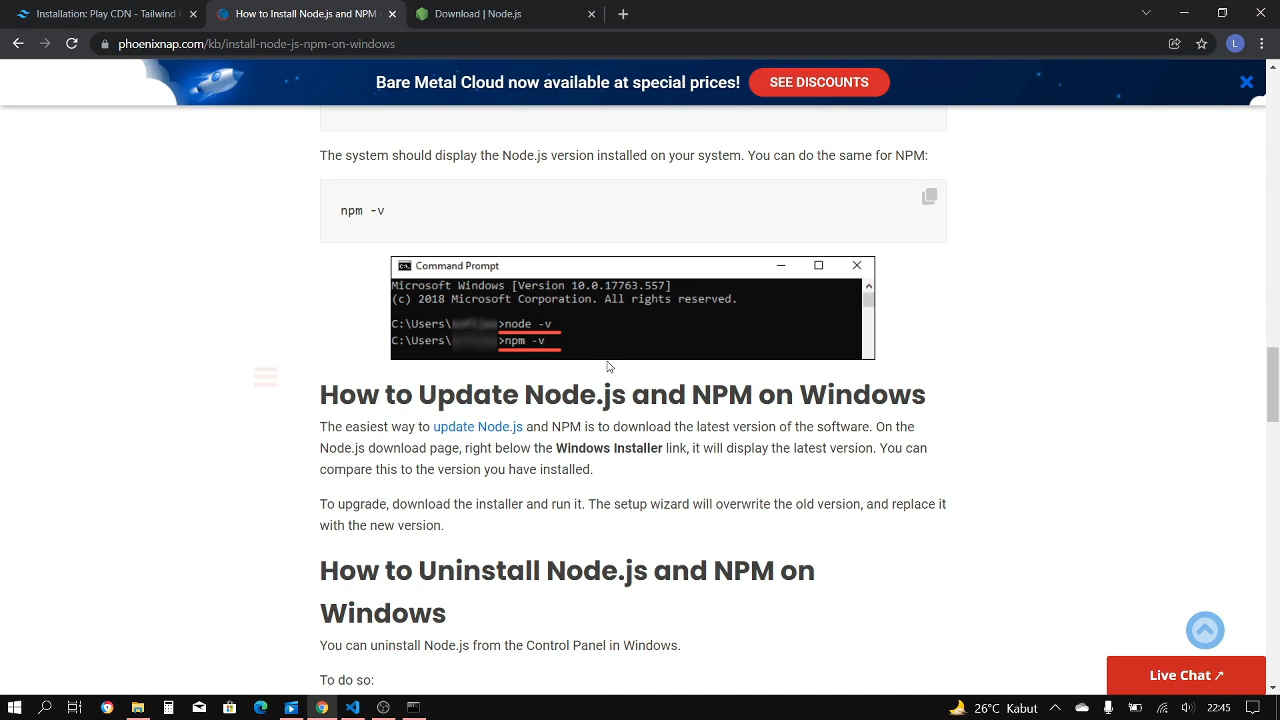 Installation: Play CDN - Tailwind
How to Install Node.js and NPM
Download | Node.js
phoenixnap.com/kb/install-node-js-npm-on-windows
L
Bare Metal Cloud now available at special prices!
SEE DISCOUNTS
The system should display the Node.js version installed on your system. You can do the same for NPM:
npm -v
Command Prompt
Microsoft Windows [Version 10.0.17763.557]
(c) 2018 Microsoft Corporation. All rights reserved.
C:\Users\ >node -v
C:\Users\ >npm -v
How to Update Node.js and NPM on Windows
The easiest way to update Node.js and NPM is to download the latest version of the software. On the
Node.js download page, right below the Windows Installer link, it will display the latest version. You can
compare this to the version you have installed.
To upgrade, download the installer and run it. The setup wizard will overwrite the old version, and replace it
with the new version.
How to Uninstall Node.js and NPM on
Windows
You can uninstall Node.js from the Control Panel in Windows.
To do so:
Live Chat
26°C Kabut
22:45